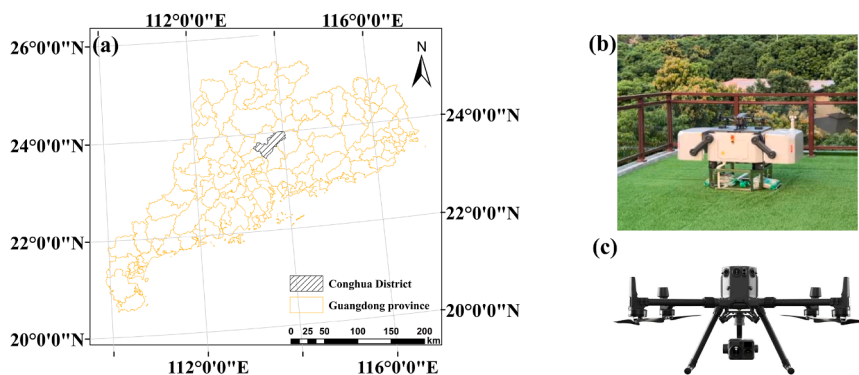 112°0'0"E 116°0'0"E
26°0'0"N
(a)
N
24°0'0"N
24°0'0"N
22°0'0"N
22°0'0"N
20°0'0"N
20°0'0"N
Conghua District
Guangdong province
0 25 50 100 150 200
km
112°0'0"E 116°0'0"E
(b)
(c)